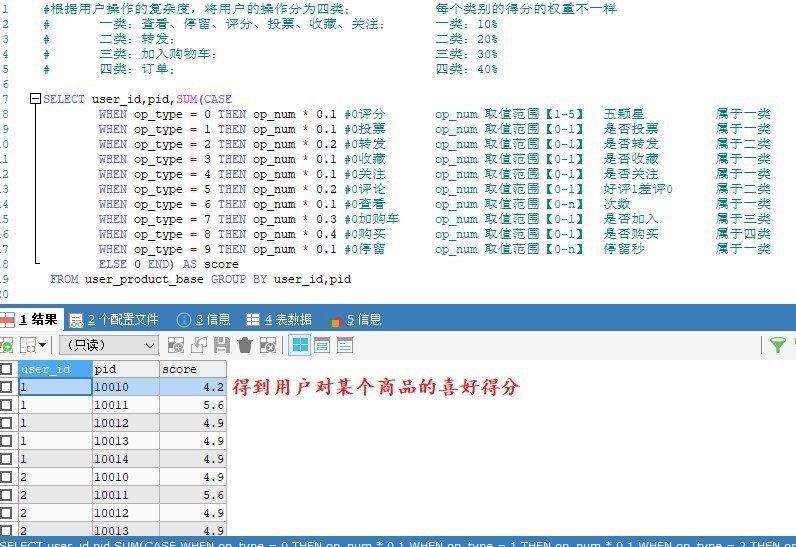 1 #根据用户操作的复杂度，将用户的操作分为四类； 每个类别的得分的权重不一样
2 # 一类：查看、停留、评分、投票、收藏、关注； 一类：10%
3 # 二类：转发； 二类：20%
4 # 三类：加入购物车： 三类：30%
5 # 四类：订单； 四类：40%
6
7 SELECT user_id,pid,SUM(CASE
8 WHEN op_type = 0 THEN op_num * 0.1 #0评分 op_num 取值范围【1-5】 五颗星 属于一类
9 WHEN op_type = 1 THEN op_num * 0.1 #0投票 op_num 取值范围【0-1】 是否投票 属于一类
10 WHEN op_type = 2 THEN op_num * 0.2 #0转发 op_num 取值范围【0-1】 是否转发 属于二类
11 WHEN op_type = 3 THEN op_num * 0.1 #0收藏 op_num 取值范围【0-1】 是否收藏 属于一类
12 WHEN op_type = 4 THEN op_num * 0.1 #0关注 op_num 取值范围【0-1】 是否关注 属于一类
13 WHEN op_type = 5 THEN op_num * 0.2 #0评论 op_num 取值范围【0-1】 好评1差评0 属于二类
14 WHEN op_type = 6 THEN op_num * 0.1 #0查看 op_num 取值范围【0-n】 次数 属于一类
15 WHEN op_type = 7 THEN op_num * 0.3 #0加购车 op_num 取值范围【0-1】 是否加入 属于三类
16 WHEN op_type = 8 THEN op_num * 0.4 #0购买 op_num 取值范围【0-1】 是否购买 属于四类
17 WHEN op_type = 9 THEN op_num * 0.1 #0停留 op_num 取值范围【0-n】 停留秒 属于一类
18 ELSE 0 END) AS score
19 FROM user_product_base GROUP BY user_id,pid
20
1 结果 2 个配置文件 3 信息 4 表数据 5 信息
（只读）
user_id pid score
1 10010 4.2 得到用户对某个商品的喜好得分
1 10011 5.6
1 10012 4.9
1 10013 4.9
1 10014 4.9
2 10010 4.9
2 10011 5.6
2 10012 4.9
2 10013 4.9
SELECT user_id,pid,SUM(CASE WHEN op_type = 0 THEN op_num * 0.1 WHEN op_type = 1 THEN op_num * 0.1 WHEN op_type = 2 THEN op